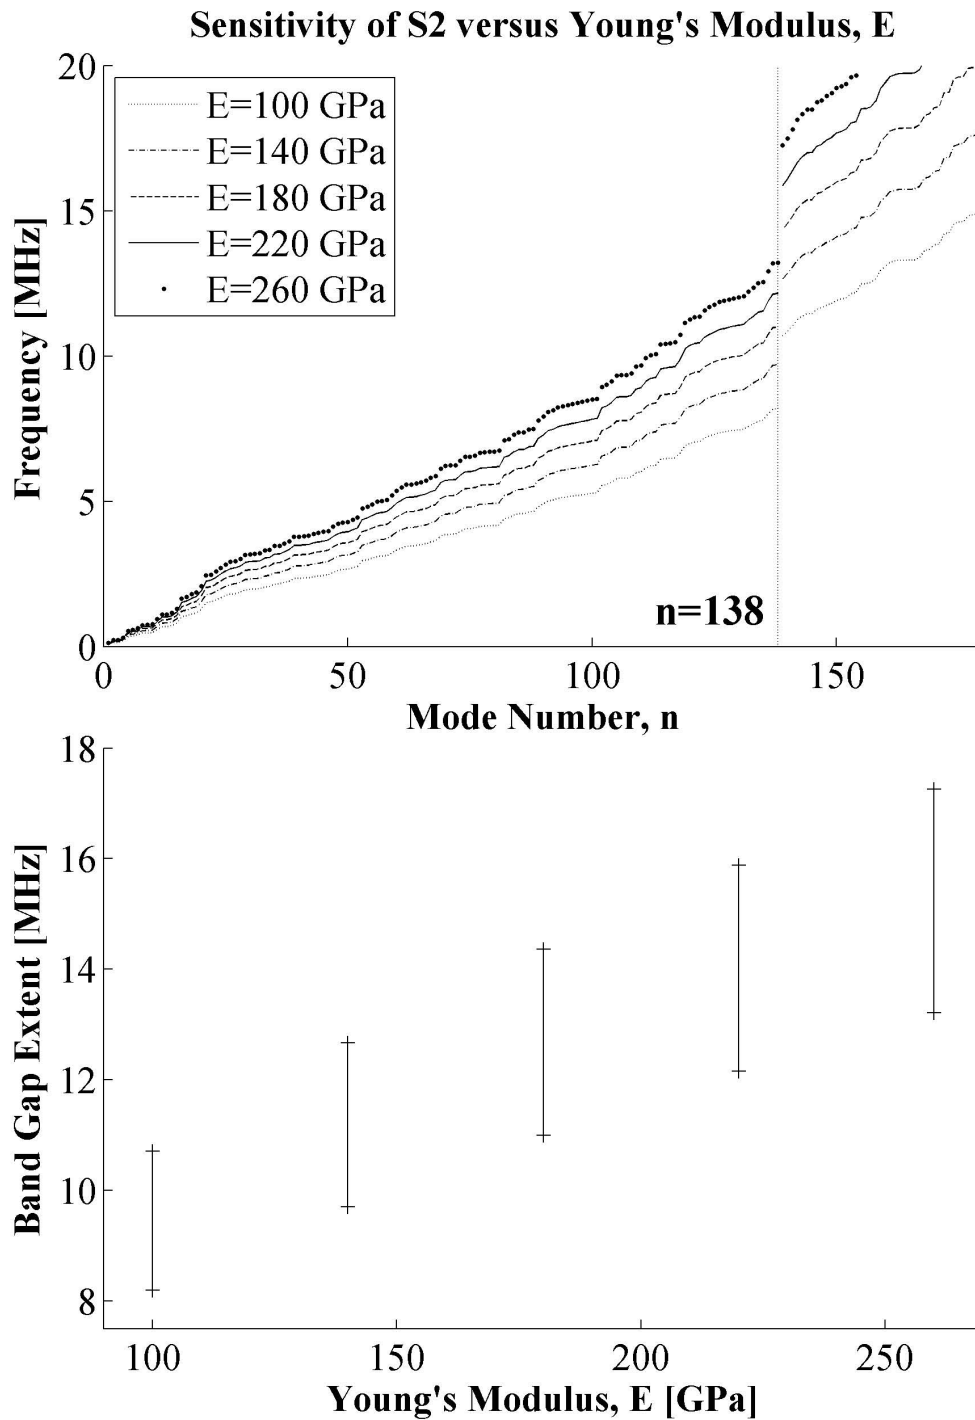 Sensitivity of S2 versus Young's Modulus, E
20
15
10
5
0
Frequency [MHz]
E=100 GPa
E=140 GPa
E=180 GPa
E=220 GPa
E=260 GPa
n=138
0 50 100 150
Mode Number, n
18
16
14
12
10
8
Band Gap Extent [MHz]
100 150 200 250
Young's Modulus, E [GPa]